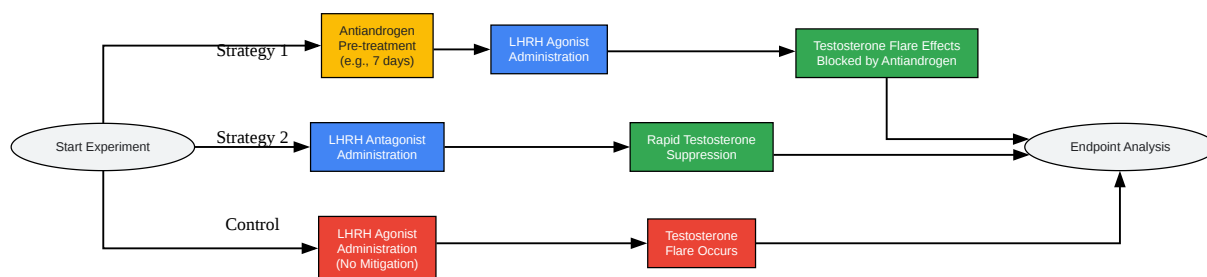 Strategy 1
Antiandrogen
Pre-treatment
(e.g., 7 days)
LHRH Agonist
Administration
Testosterone Flare Effects
Blocked by Antiandrogen
Start Experiment
Strategy 2
LHRH Antagonist
Administration
Rapid Testosterone
Suppression
Endpoint Analysis
Control
LHRH Agonist
Administration
(No Mitigation)
Testosterone
Flare Occurs